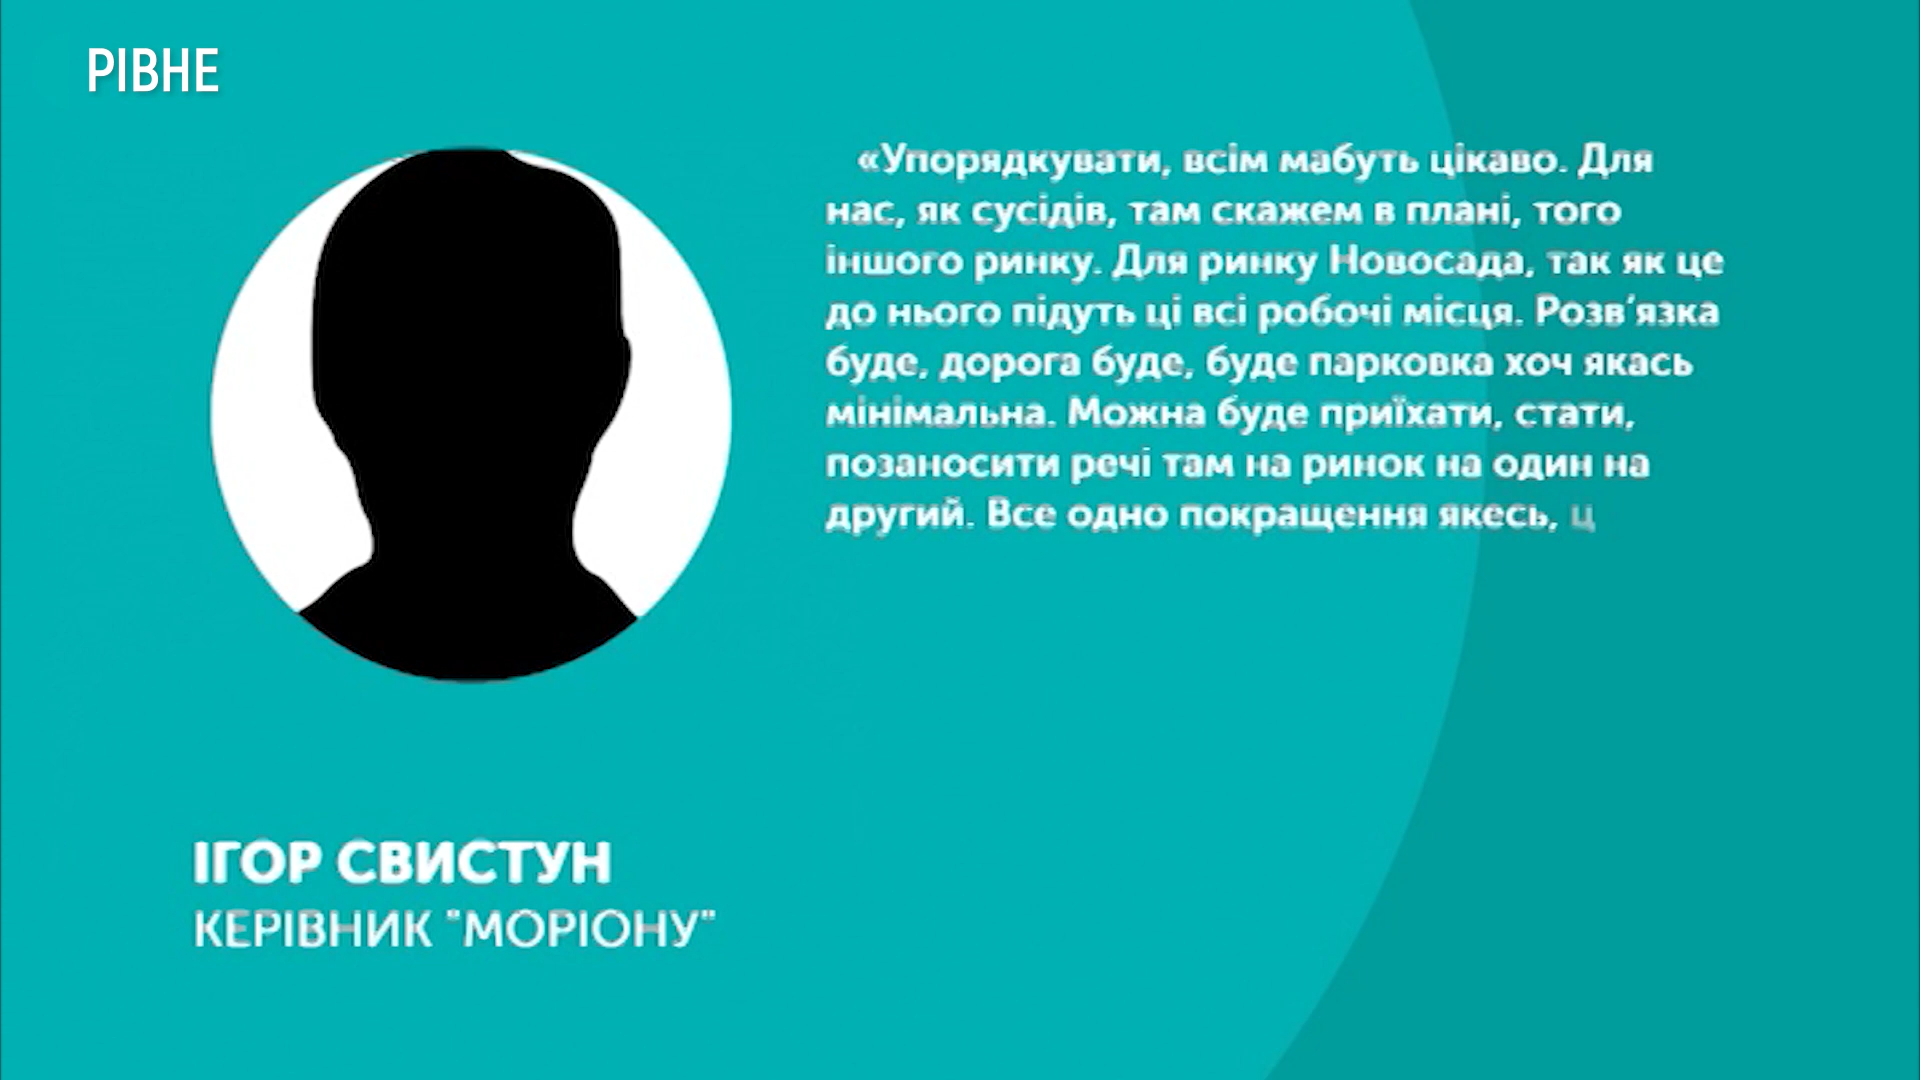 РІВНЕ
«Упорядкувати, всім мабуть цікаво. Для
нас, як сусідів, там скажем в плані, того
іншого ринку. Для ринку Новосада, так як це
до нього підуть ці всі робочі місця. Розв’язка
буде, дорога буде, буде парковка хоч якась
мінімальна. Можна буде приїхати, стати,
позаносити речі там на ринок на один на
другий. Все одно покращення якесь, ц
ІГОР СВИСТУН
КЕРІВНИК "МОРІОНУ"